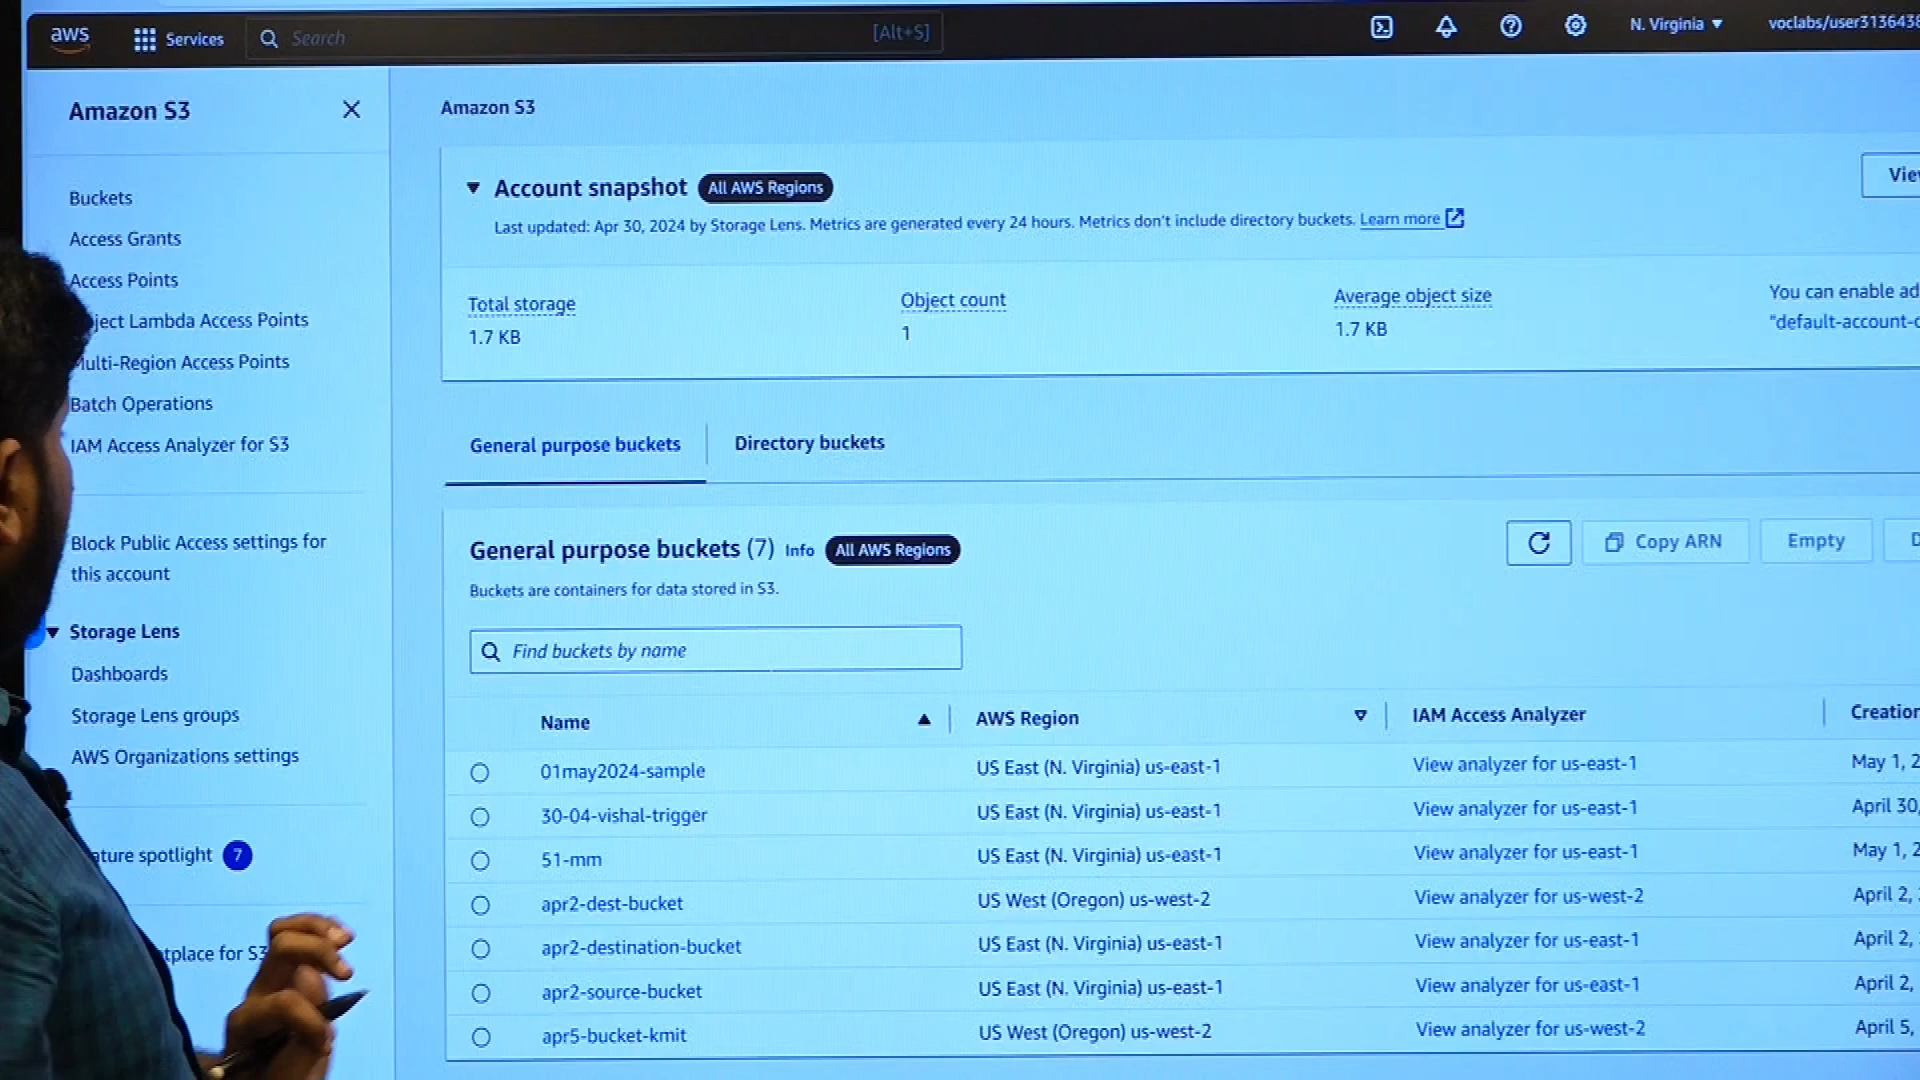 aws
Services
Search
[Alt+S]
N. Virginia
Amazon S3
Buckets
Access Grants
Access Points
ject Lambda Access Points
Multi-Region Access Points
Batch Operations
IAM Access Analyzer for S3
Block Public Access settings for
this account
Storage Lens
Dashboards
Storage Lens groups
AWS Organizations settings
ature spotlight 7
tplace for S3
Amazon S3
Account snapshot All AWS Regions
Last updated: Apr 30, 2024 by Storage Lens. Metrics are generated every 24 hours. Metrics don't include directory buckets. Learn more
Total storage
1.7 KB
Object count
1
Average object size
1.7 KB
You can enable ad
"default-account-
General purpose buckets
Directory buckets
General purpose buckets (7) Info All AWS Regions
Buckets are containers for data stored in S3.
Copy ARN
Empty
Find buckets by name
Name AWS Region IAM Access Analyzer Creation
01may2024-sample US East (N. Virginia) us-east-1 View analyzer for us-east-1 May 1, 2
30-04-vishal-trigger US East (N. Virginia) us-east-1 View analyzer for us-east-1 April 30,
51-mm US East (N. Virginia) us-east-1 View analyzer for us-east-1 May 1, 2
apr2-dest-bucket US West (Oregon) us-west-2 View analyzer for us-west-2 April 2,
apr2-destination-bucket US East (N. Virginia) us-east-1 View analyzer for us-east-1 April 2,
apr2-source-bucket US East (N. Virginia) us-east-1 View analyzer for us-east-1 April 2,
apr5-bucket-kmit US West (Oregon) us-west-2 View analyzer for us-west-2 April 5,